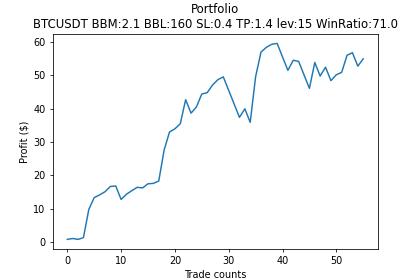 Portfolio
BTCUSDT BBM:2.1 BBL:160 SL:0.4 TP:1.4 lev:15 WinRatio:71.0
60
50
40
30
20
10
0
Profit ($)
0 10 20 30 40 50
Trade counts